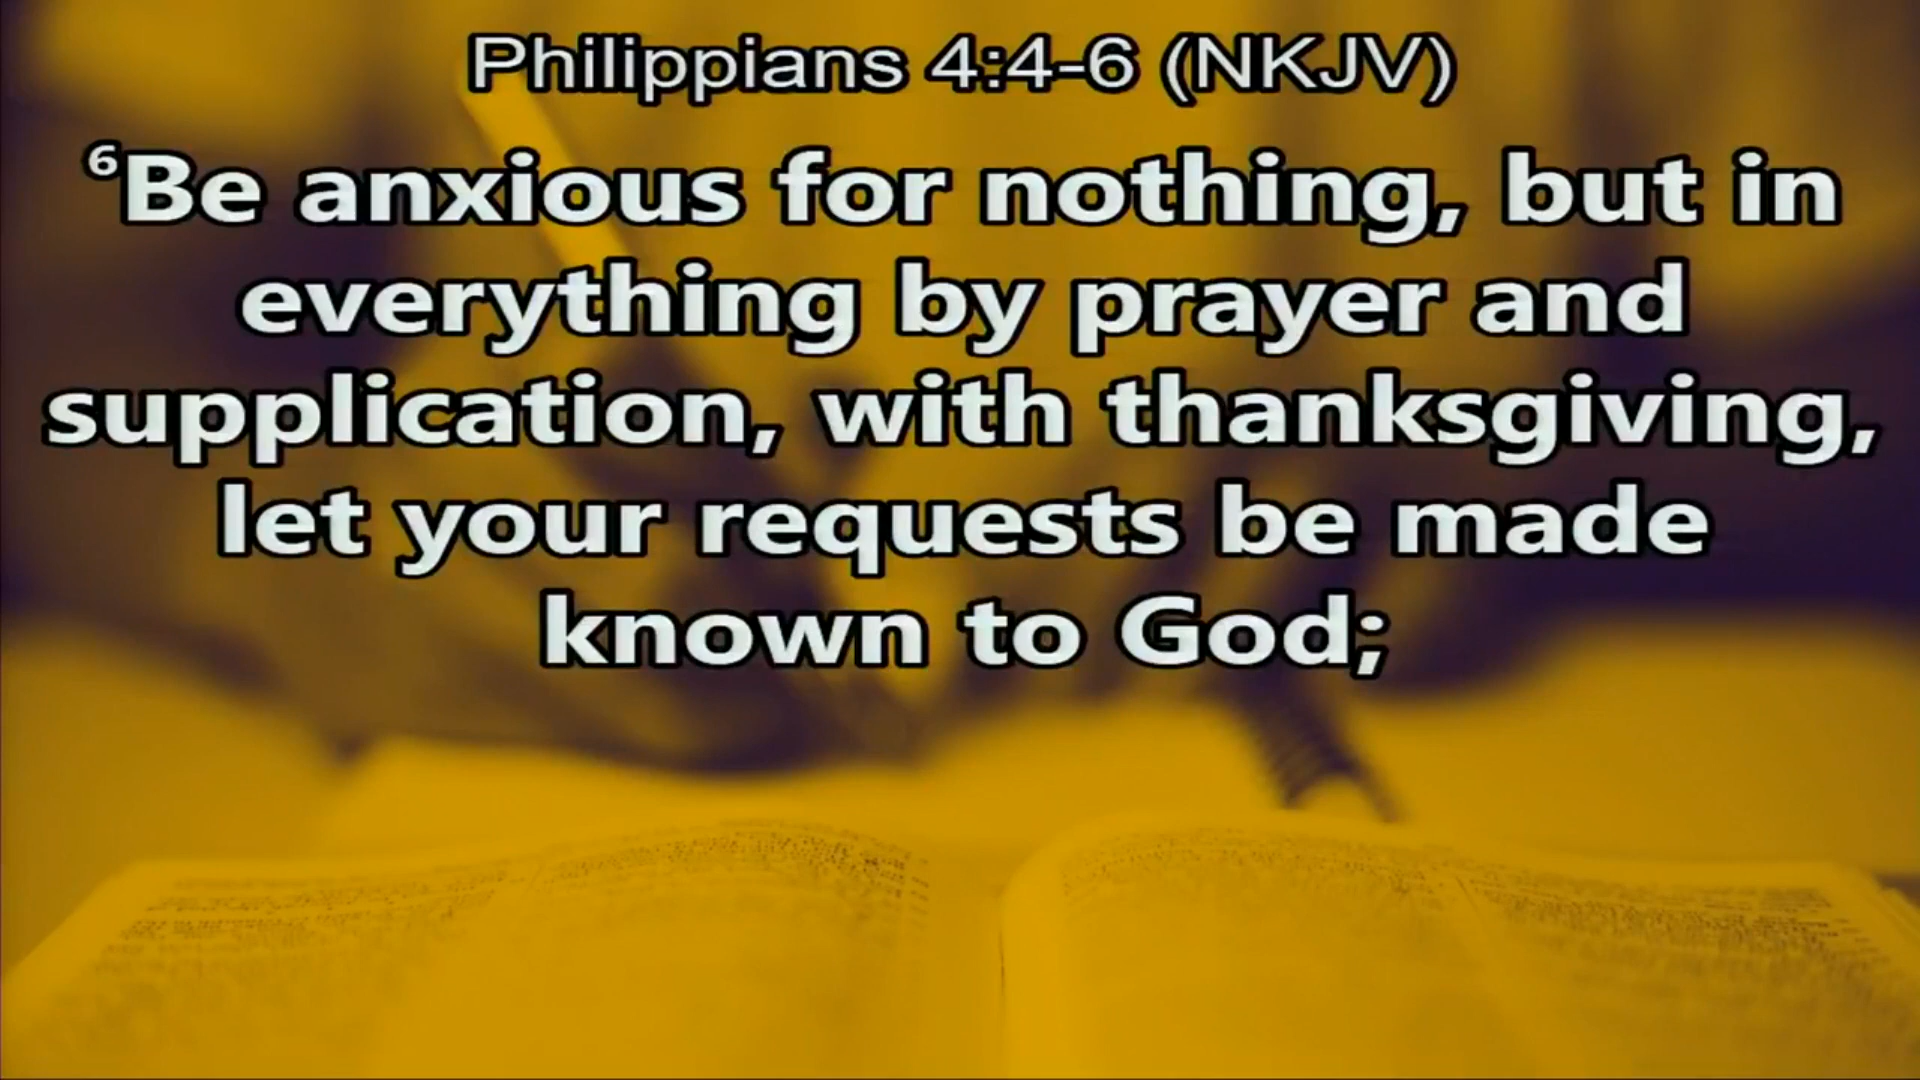 Philippians 4:4-6 (NKJV)
⁶Be anxious for nothing, but in
everything by prayer and
supplication, with thanksgiving,
let your requests be made
known to God;